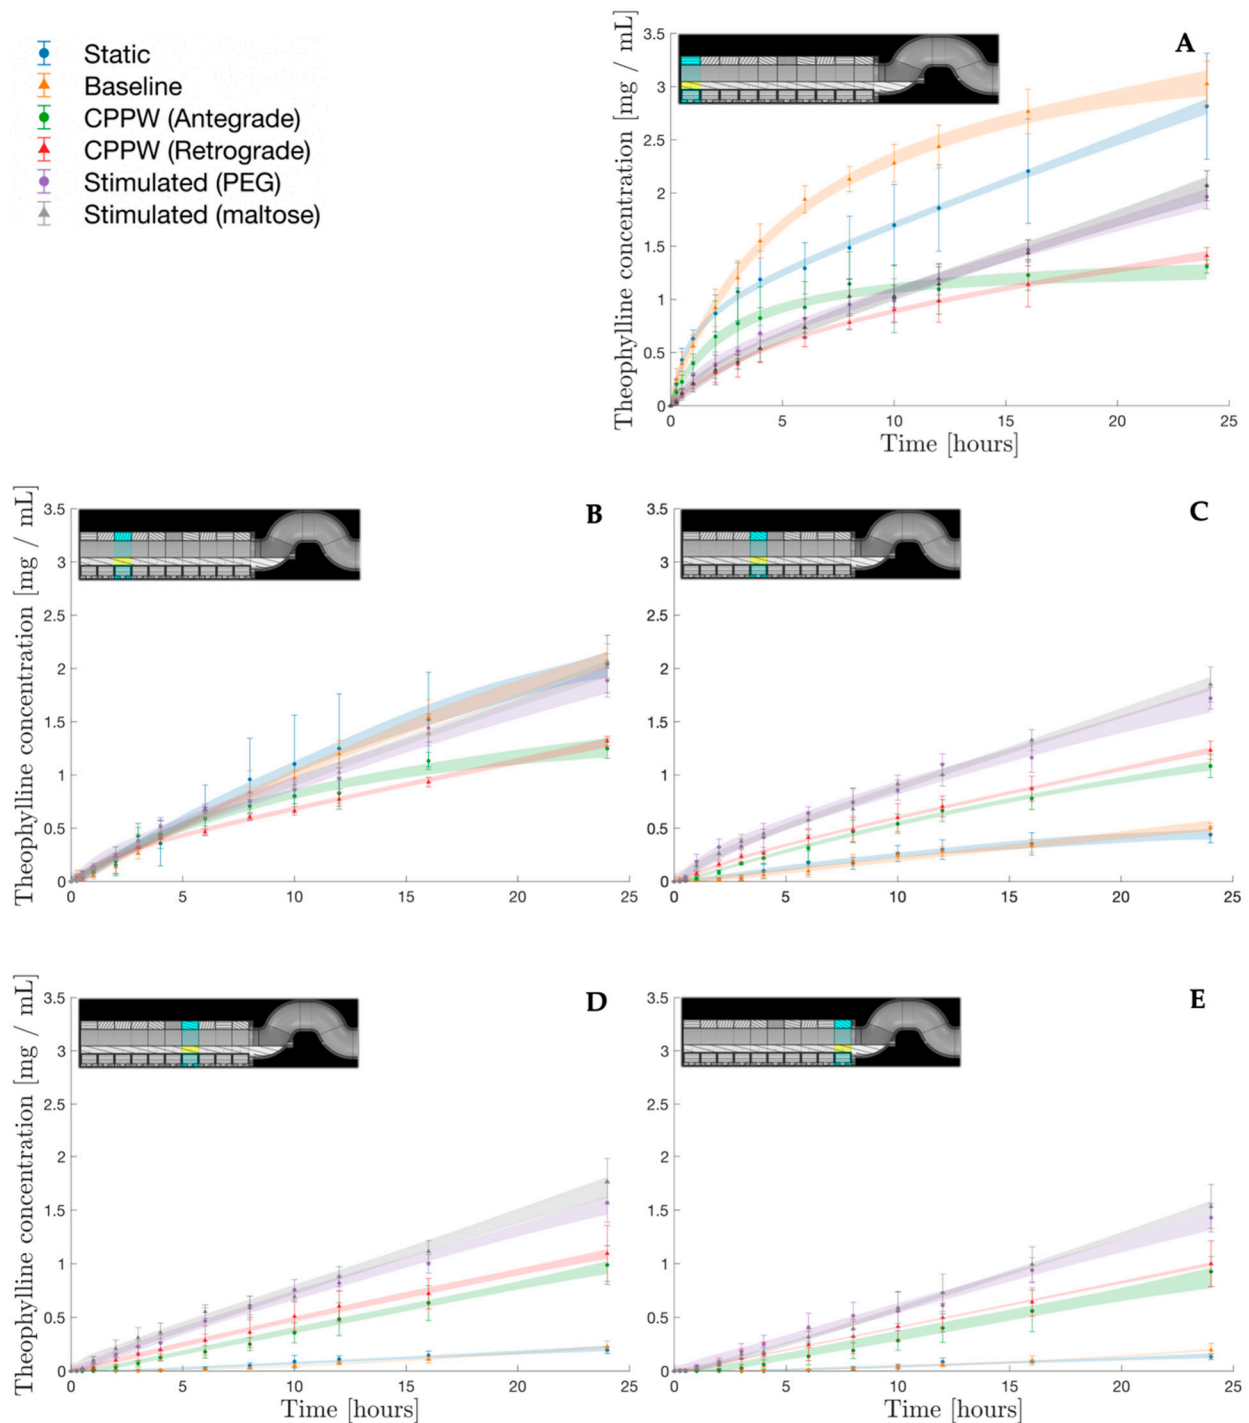 Static
Baseline
CPPW (Antegrade)
CPPW (Retrograde)
Stimulated (PEG)
Stimulated (maltose)
A
Theophylline concentration [mg / mL]
3.5
3
2.5
2
1.5
1
0.5
0
0 5 10 15 20 25
Time [hours]
B
Theophylline concentration [mg / mL]
3.5
3
2.5
2
1.5
1
0.5
0
0 5 10 15 20 25
C
3.5
3
2.5
2
1.5
1
0.5
0
0 5 10 15 20 25
D
Theophylline concentration [mg / mL]
3.5
3
2.5
2
1.5
1
0.5
0
0 5 10 15 20 25
Time [hours]
E
3.5
3
2.5
2
1.5
1
0.5
0
0 5 10 15 20 25
Time [hours]